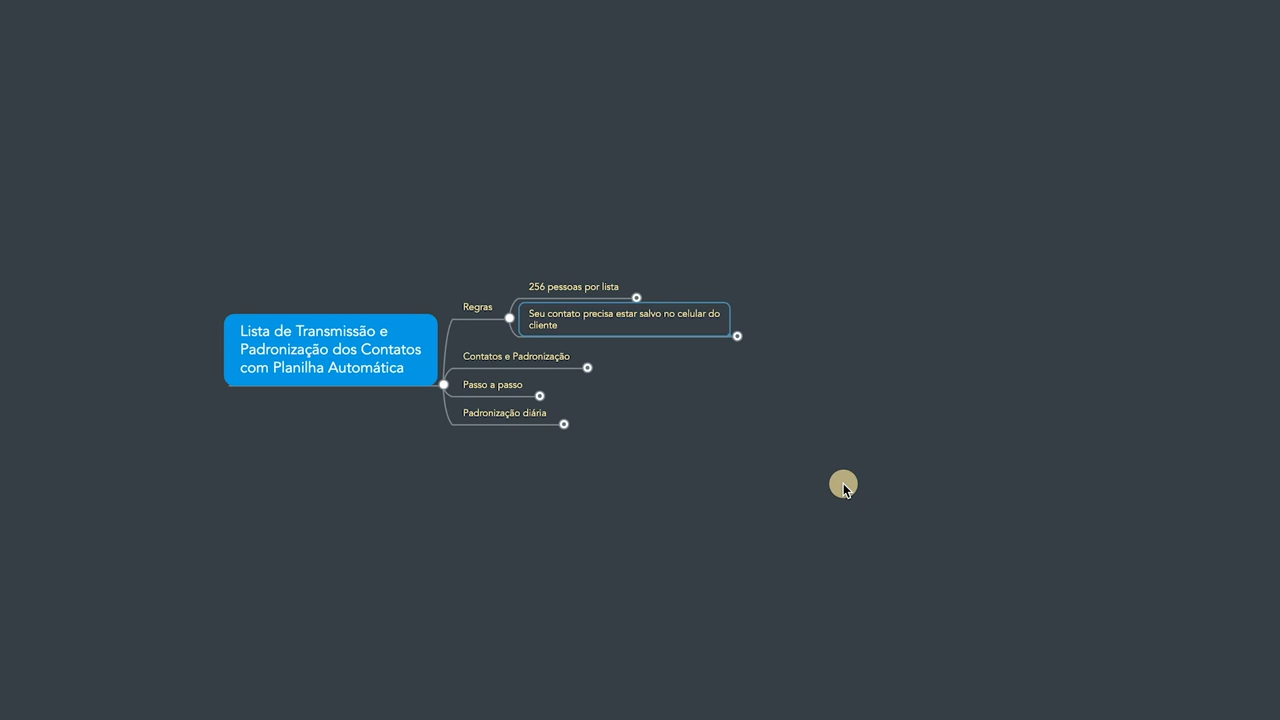 Lista de Transmissão e
Padronização dos Contatos
com Planilha Automática
Regras
256 pessoas por lista
Seu contato precisa estar salvo no celular do
cliente
Contatos e Padronização
Passo a passo
Padronização diária